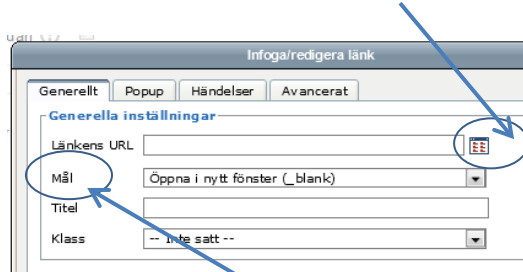 Infoga/redigera länk
Generellt Popup Händelser Avancerat
Generella inställningar
Länkens URL
Mål Öppna i nytt fönster (_blank)
Titel
Klass -- Inte satt --